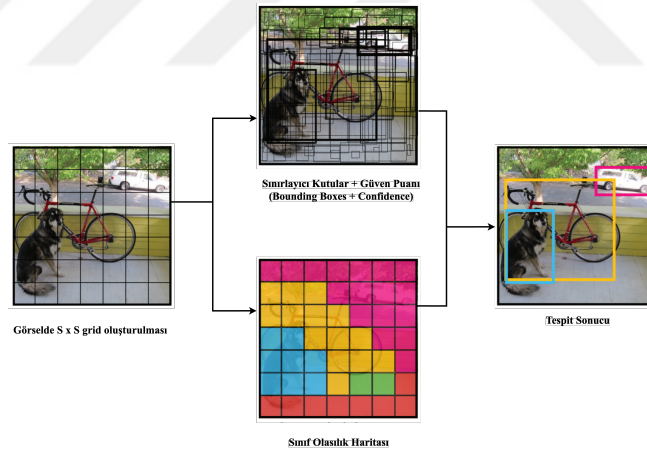 Sınırlayıcı Kutular + Güven Puanı
(Bounding Boxes + Confidence)
Görselde S x S grid oluşturulması
Tespit Sonucu
Sınıf Olasılık Haritası